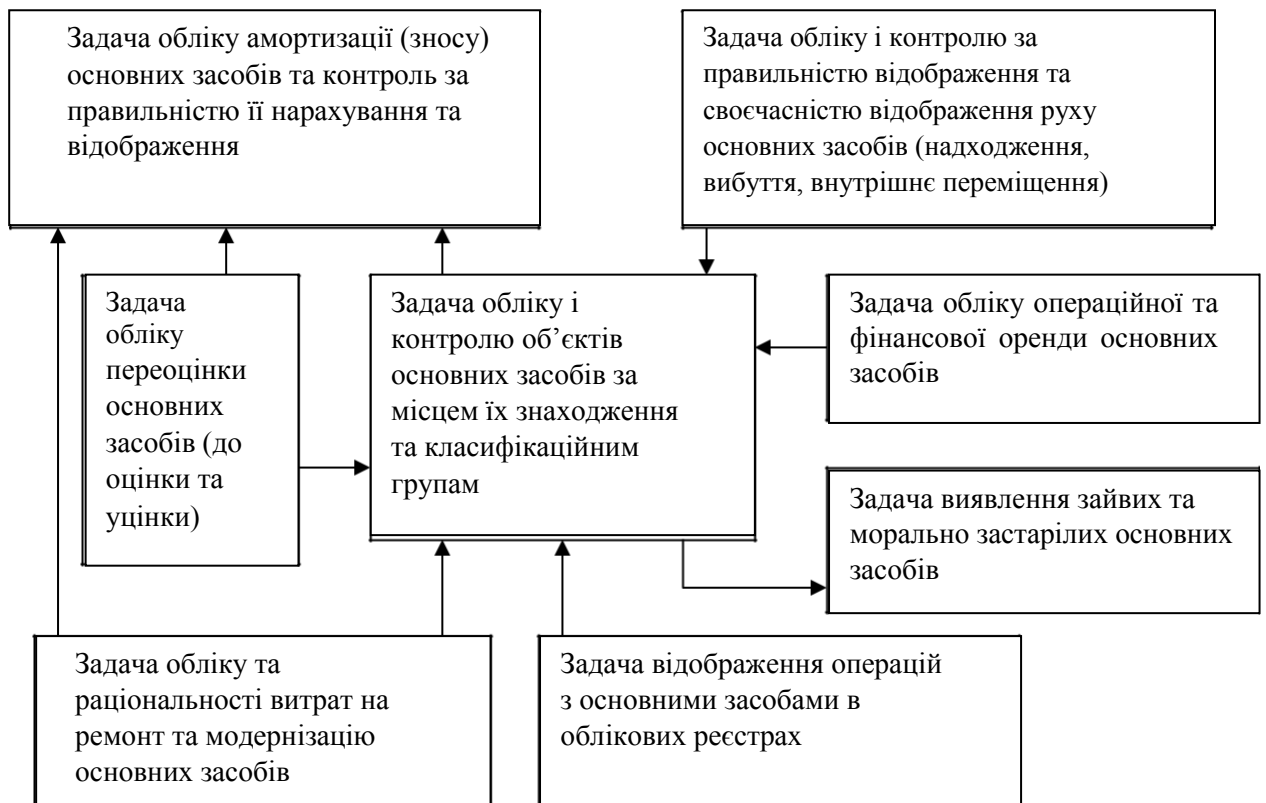 Задача обліку амортизації (зносу)
основних засобів та контроль за
правильністю її нарахування та
відображення
Задача обліку і контролю за
правильністю відображення та
своєчасністю відображення руху
основних засобів (надходження,
вибуття, внутрішнє переміщення)
Задача
обліку
переоцінки
основних
засобів (до
оцінки та
уцінки)
Задача обліку і
контролю об’єктів
основних засобів за
місцем їх знаходження
та класифікаційним
групам
Задача обліку операційної та
фінансової оренди основних
засобів
Задача виявлення зайвих та
морально застарілих основних
засобів
Задача обліку та
раціональності витрат на
ремонт та модернізацію
основних засобів
Задача відображення операцій
з основними засобами в
облікових реєстрах